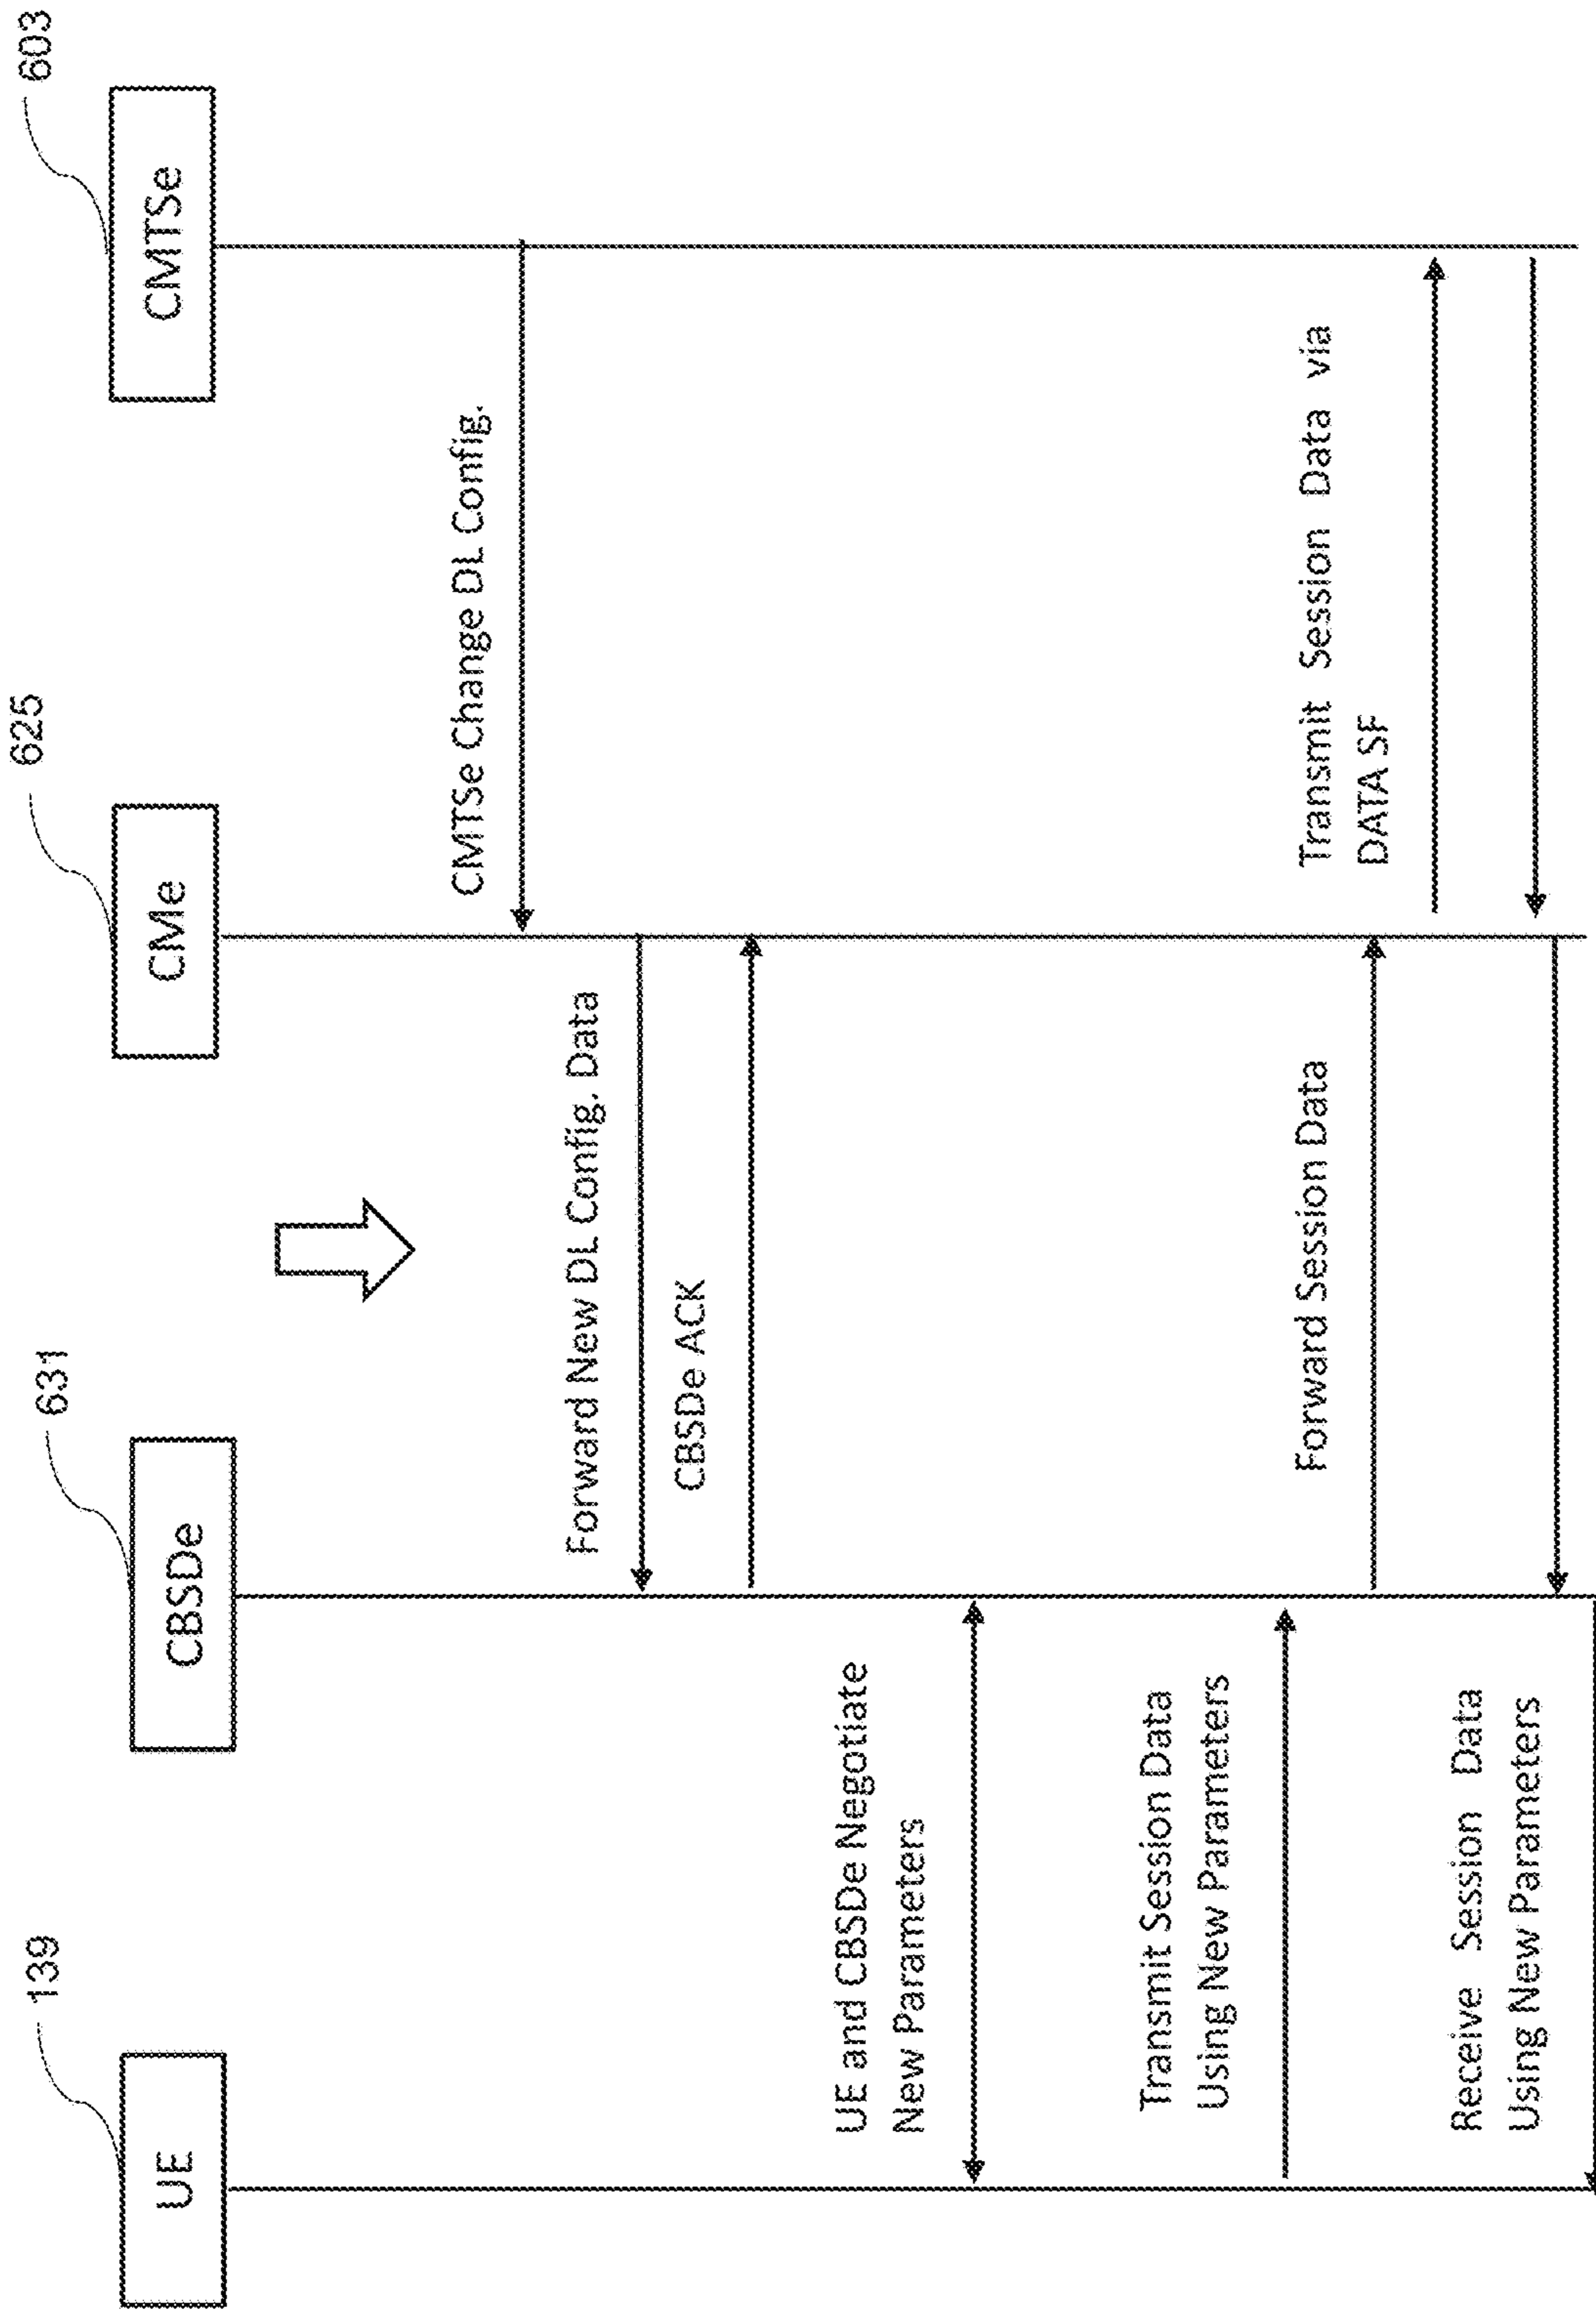 139
631
625
603
UE
CBSDe
CMe
CMTSe
CMTSe Change DL Config.
Forward New DL Config. Data
CBSDe ACK
UE and CBSDe Negotiate
New Parameters
Transmit Session Data
Using New Parameters
Forward Session Data
Transmit Session Data via
DATA SF
Receive Session Data
Using New Parameters